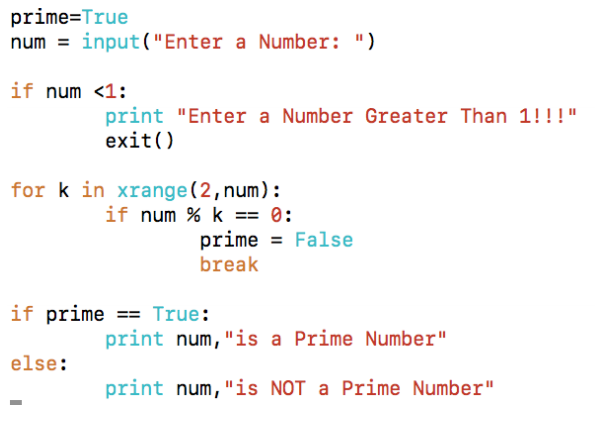 prime=True
num = input("Enter a Number: ")
if num <1:
print "Enter a Number Greater Than 1!!!"
exit()
for k in xrange(2,num):
if num % k == 0:
prime = False
break
if prime == True:
print num,"is a Prime Number"
else:
print num,"is NOT a Prime Number"